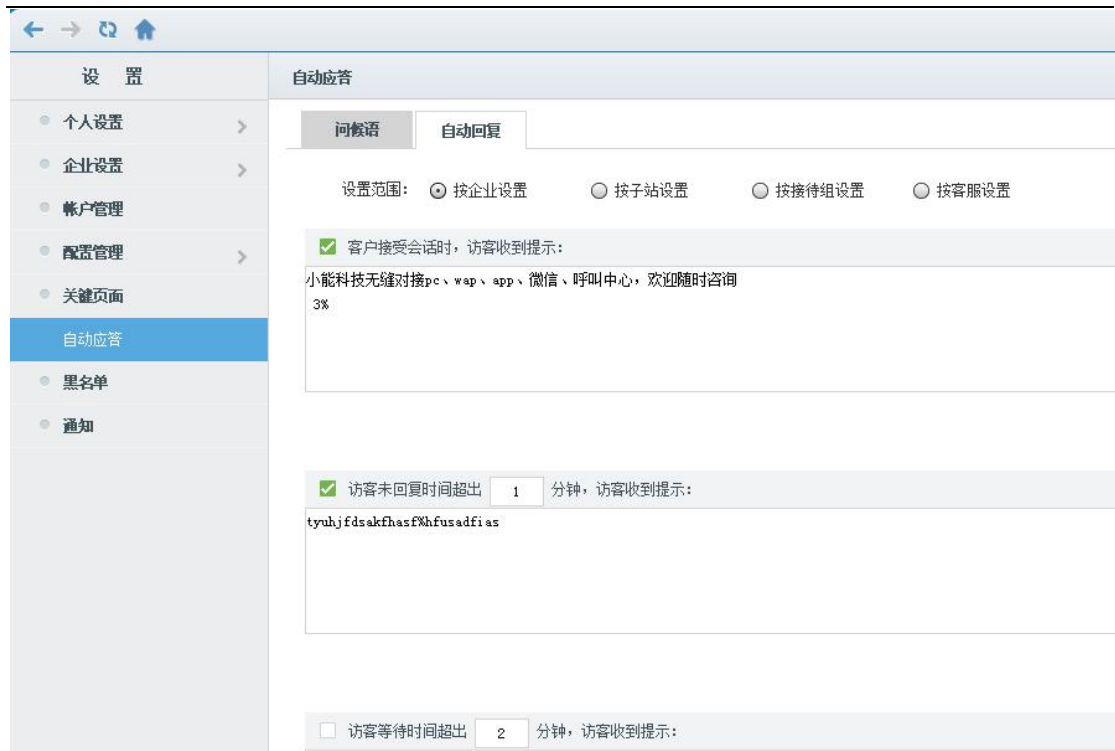 设 置
个人设置
企业设置
帐户管理
配置管理
关键页面
自动应答
黑名单
通知
自动应答
问候语 自动回复
设置范围: 按企业设置 按子站设置 按接待组设置 按客服设置
客户接受会话时，访客收到提示:
小能科技无缝对接pc、wap、app、微信、呼叫中心，欢迎随时咨询
3%
访客未回复时间超出 1 分钟，访客收到提示:
tyuhjfdsakfhasf%hfusadfias
访客等待时间超出 2 分钟，访客收到提示: